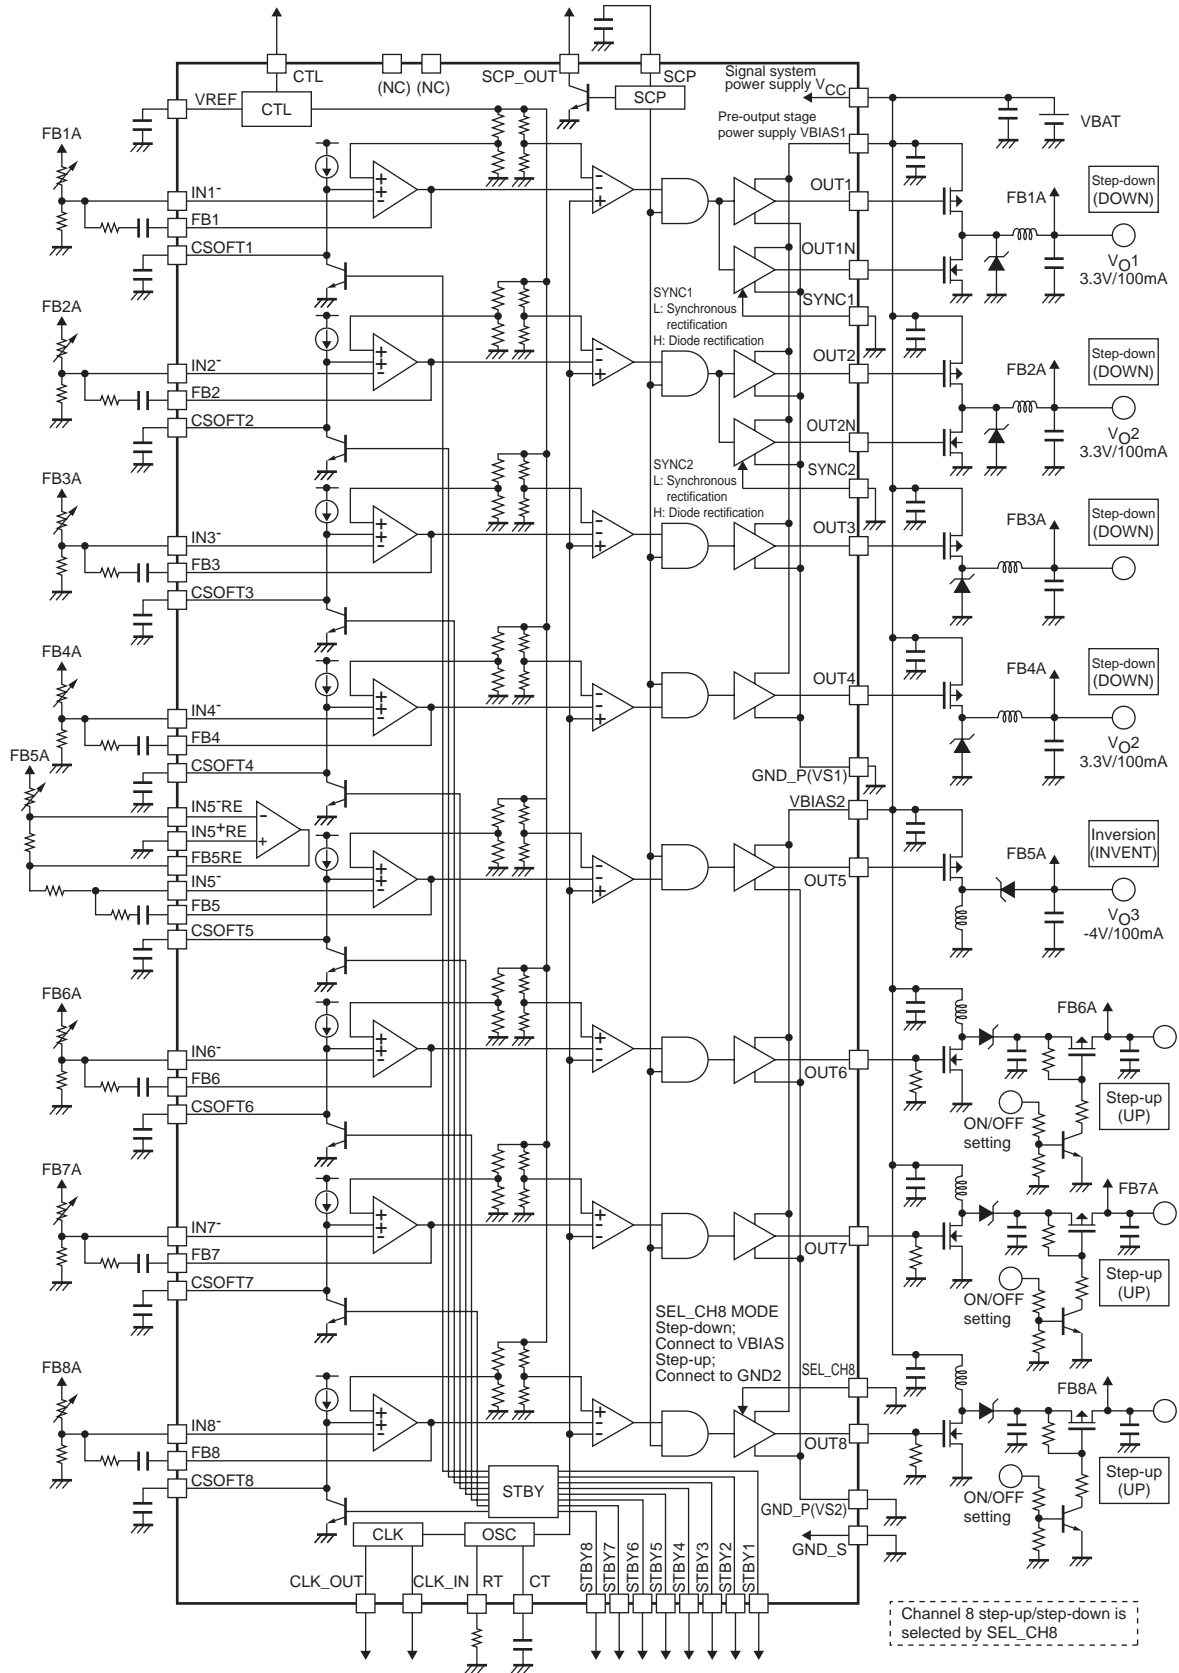 CTL
(NC)
(NC)
SCP_OUT
SCP
VREF
CTL
SCP
Signal system
power supply VCC
VBAT
Pre-output stage
power supply VBIAS1
FB1A
IN1-
FB1
CSOFT1
OUT1
OUT1N
SYNC1
SYNC1
L: Synchronous
rectification
H: Diode rectification
FB1A
Step-down
(DOWN)
VO1
3.3V/100mA
FB2A
IN2-
FB2
CSOFT2
OUT2
OUT2N
SYNC2
SYNC2
L: Synchronous
rectification
H: Diode rectification
FB2A
Step-down
(DOWN)
VO2
3.3V/100mA
FB3A
IN3-
FB3
CSOFT3
OUT3
FB3A
Step-down
(DOWN)
FB4A
IN4-
FB4
CSOFT4
OUT4
GND_P(VS1)
FB4A
Step-down
(DOWN)
VO2
3.3V/100mA
FB5A
IN5-RE
IN5+RE
FB5RE
IN5-
FB5
CSOFT5
VBIAS2
OUT5
FB5A
Inversion
(INVENT)
VO3
-4V/100mA
FB6A
IN6-
FB6
CSOFT6
OUT6
FB6A
ON/OFF
setting
Step-up
(UP)
FB7A
IN7-
FB7
CSOFT7
OUT7
FB7A
ON/OFF
setting
Step-up
(UP)
SEL_CH8 MODE
Step-down;
Connect to VBIAS
Step-up;
Connect to GND2
SEL_CH8
FB8A
IN8-
FB8
CSOFT8
OUT8
FB8A
ON/OFF
setting
Step-up
(UP)
STBY
GND_P(VS2)
GND_S
CLK
OSC
CLK_OUT
CLK_IN
RT
CT
STBY8
STBY7
STBY6
STBY5
STBY4
STBY3
STBY2
STBY1
Channel 8 step-up/step-down is
selected by SEL_CH8